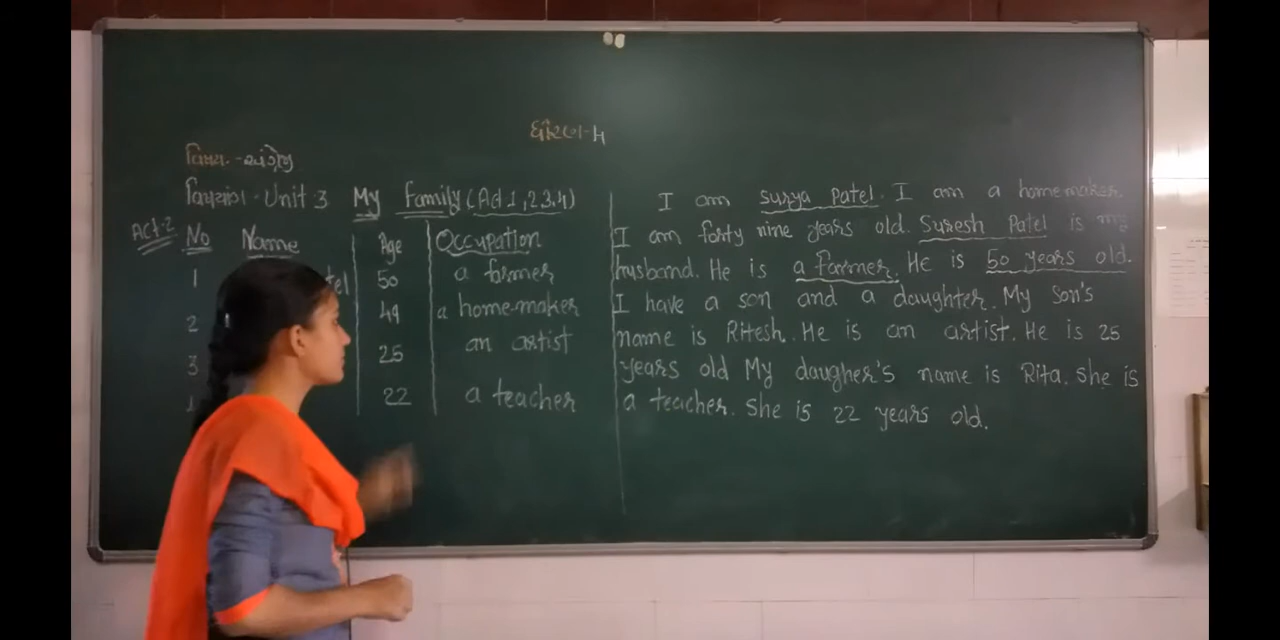 ધોરણ-૫
વિષય - અંગ્રેજી
વિષયાંગ - Unit 3 My Family (Act 1, 2 3, 4)
Act-2
No Name Age Occupation
1 tel 50 a farmer
2 49 a home-maker
3 25 an artist
22 a teacher
I am surya patel. I am a home maker.
I am forty nine years old. Suresh Patel is my
husband. He is a farmer. He is 50 years old.
I have a son and a daughter. My son's
name is Ritesh. He is an artist. He is 25
years old My daugher's name is Rita. She is
a teacher. She is 22 years old.